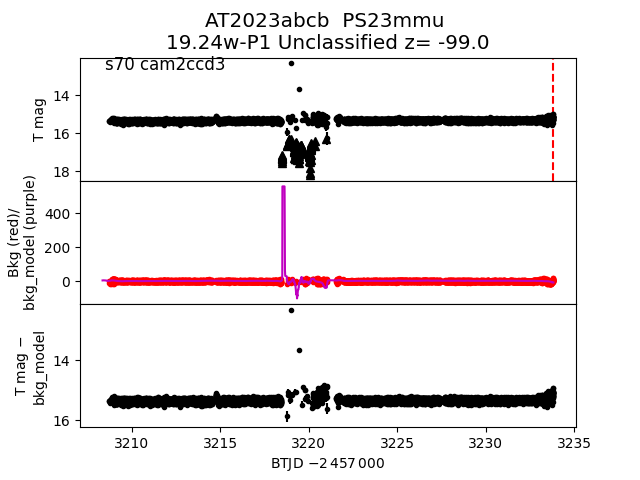 AT2023abcb  PS23mmu
19.24w-P1 Unclassified z= -99.0
s70 cam2ccd3
T mag
14
16
18
Bkg (red)/
bkg_model (purple)
400
200
0
T mag −
bkg_model
14
16
3210 3215 3220 3225 3230 3235
BTJD −2 457 000